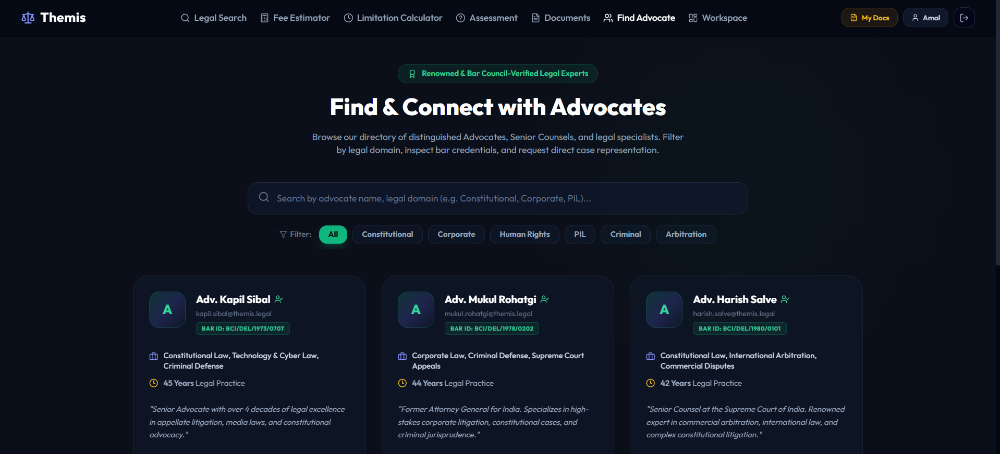 Themis
Legal Search
Fee Estimator
Limitation Calculator
Assessment
Documents
Find Advocate
Workspace
My Docs
Amal
Renowned & Bar Council-Verified Legal Experts
Find & Connect with Advocates
Browse our directory of distinguished Advocates, Senior Counsels, and legal specialists. Filter
by legal domain, inspect bar credentials, and request direct case representation.
Search by advocate name, legal domain (e.g. Constitutional, Corporate, PIL)...
Filter:
All
Constitutional
Corporate
Human Rights
PIL
Criminal
Arbitration
A
Adv. Kapil Sibal
kapil.sibal@themis.legal
BAR ID: BCI/DEL/1973/0707
Constitutional Law, Technology & Cyber Law,
Criminal Defense
45 Years Legal Practice
"Senior Advocate with over 4 decades of legal excellence
in appellate litigation, media laws, and constitutional
advocacy."
A
Adv. Mukul Rohatgi
mukul.rohatgi@themis.legal
BAR ID: BCI/DEL/1978/0202
Corporate Law, Criminal Defense, Supreme Court
Appeals
44 Years Legal Practice
"Former Attorney General for India. Specializes in high-
stakes corporate litigation, constitutional cases, and
criminal jurisprudence."
A
Adv. Harish Salve
harish.salve@themis.legal
BAR ID: BCI/DEL/1980/0101
Constitutional Law, International Arbitration,
Commercial Disputes
42 Years Legal Practice
"Senior Counsel at the Supreme Court of India. Renowned
expert in commercial arbitration, international law, and
complex constitutional litigation."